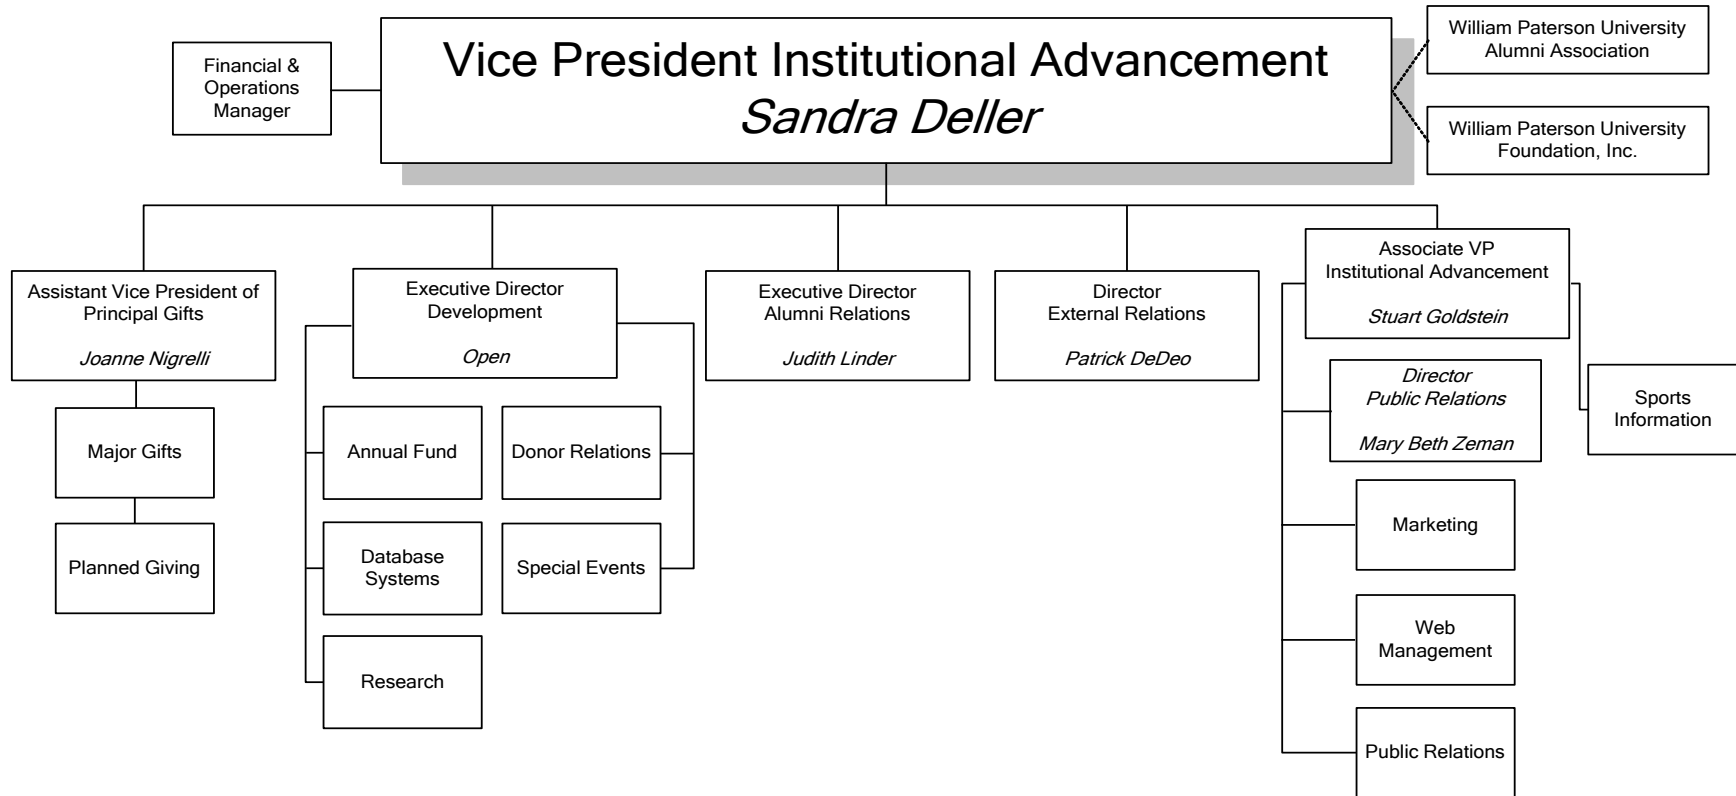 Financial &
Operations
Manager
Vice President Institutional Advancement
Sandra Deller
William Paterson University
Alumni Association
William Paterson University
Foundation, Inc.
Assistant Vice President of
Principal Gifts
Joanne Nigrelli
Major Gifts
Planned Giving
Executive Director
Development
Open
Annual Fund
Donor Relations
Database
Systems
Special Events
Research
Executive Director
Alumni Relations
Judith Linder
Director
External Relations
Patrick DeDeo
Associate VP
Institutional Advancement
Stuart Goldstein
Director
Public Relations
Mary Beth Zeman
Sports
Information
Marketing
Web
Management
Public Relations